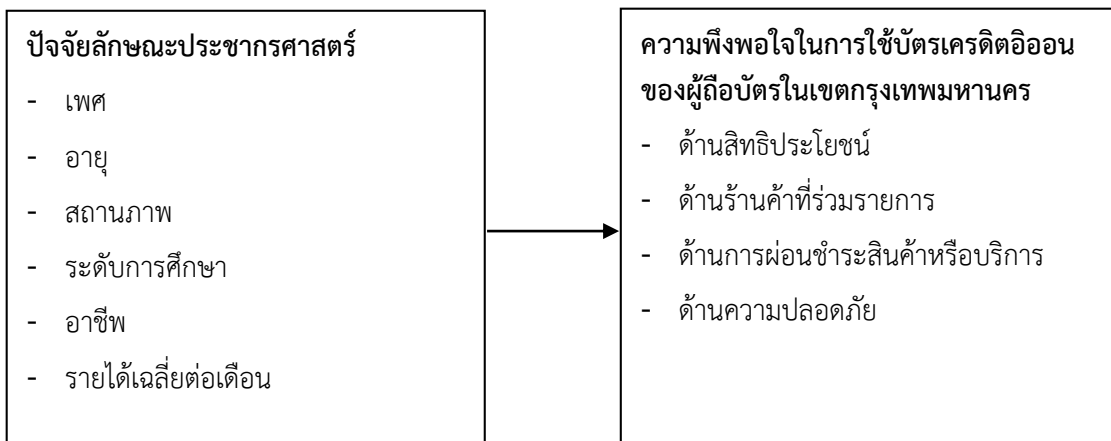 ปัจจัยลักษณะประชากรศาสตร์
- เพศ
- อายุ
- สถานภาพ
- ระดับการศึกษา
- อาชีพ
- รายได้เฉลี่ยต่อเดือน
ความพึงพอใจในการใช้บัตรเครดิตอิออน
ของผู้ถือบัตรในเขตกรุงเทพมหานคร
- ด้านสิทธิประโยชน์
- ด้านร้านค้าที่ร่วมรายการ
- ด้านการผ่อนชำระสินค้าหรือบริการ
- ด้านความปลอดภัย